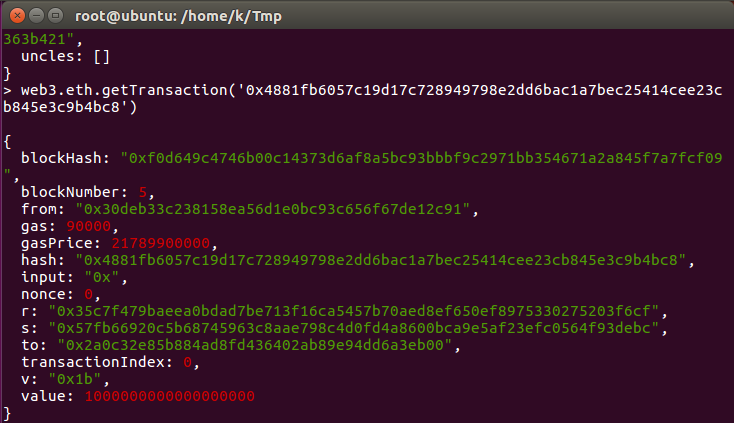 root@ubuntu: /home/k/Tmp
363b421",
  uncles: []
}
> web3.eth.getTransaction('0x4881fb6057c19d17c728949798e2dd6bac1a7bec25414cee23c
b845e3c9b4bc8')
{
  blockHash: "0xf0d649c4746b00c14373d6af8a5bc93bbbf9c2971bb354671a2a845f7a7fcf09
",
  blockNumber: 5,
  from: "0x30deb33c238158ea56d1e0bc93c656f67de12c91",
  gas: 90000,
  gasPrice: 21789900000,
  hash: "0x4881fb6057c19d17c728949798e2dd6bac1a7bec25414cee23cb845e3c9b4bc8",
  input: "0x",
  nonce: 0,
  r: "0x35c7f479baeea0bdad7be713f16ca5457b70aed8ef650ef8975330275203f6cf",
  s: "0x57fb66920c5b68745963c8aae798c4d0fd4a8600bca9e5af23efc0564f93debc",
  to: "0x2a0c32e85b884ad8fd436402ab89e94dd6a3eb00",
  transactionIndex: 0,
  v: "0x1b",
  value: 1000000000000000000
}